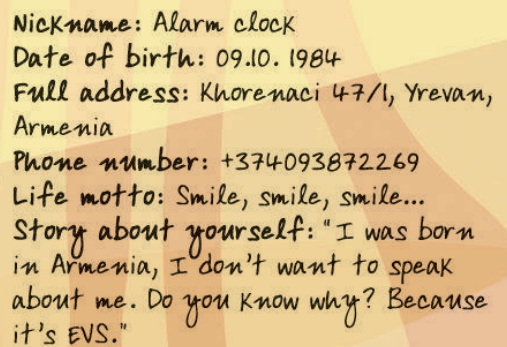 Nickname: Alarm clock
Date of birth: 09.10. 1984
Full address: Khorenaci 47/1, Yrevan,
Armenia
Phone number: +374093872269
Life motto: Smile, smile, smile...
Story about yourself: "I was born
in Armenia, I don't want to speak
about me. Do you know why? Because
it's EVS."